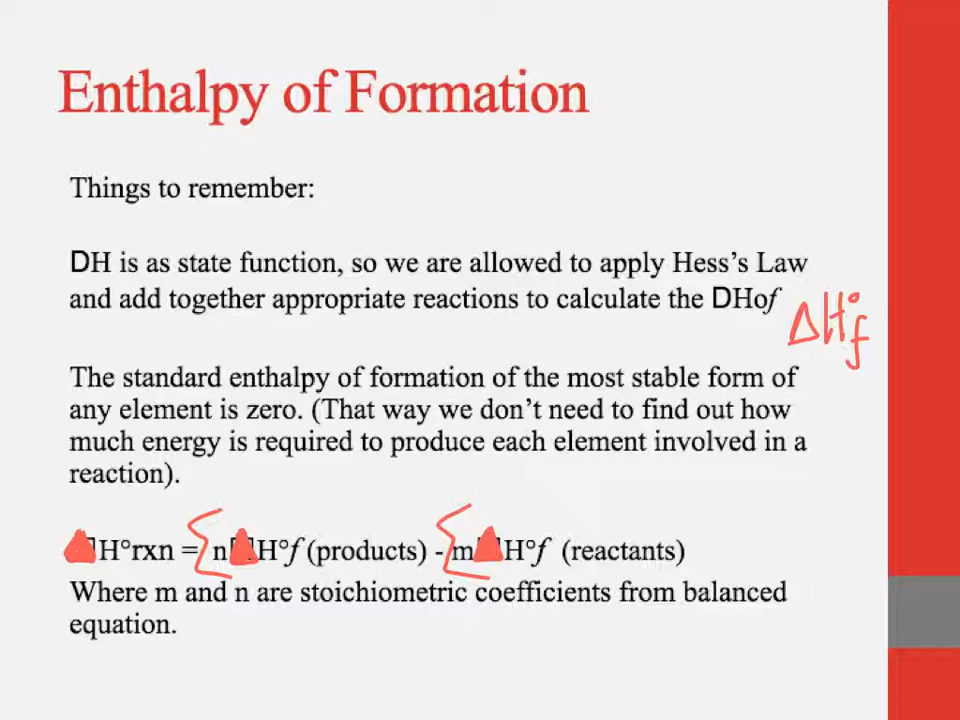 Enthalpy of Formation
Things to remember:
DH is as state function, so we are allowed to apply Hess’s Law
and add together appropriate reactions to calculate the DHof
ΔH°f
The standard enthalpy of formation of the most stable form of
any element is zero. (That way we don’t need to find out how
much energy is required to produce each element involved in a
reaction).
ΔH°rxn = Σ nΔH°f (products) - Σ mΔH°f (reactants)
Where m and n are stoichiometric coefficients from balanced
equation.